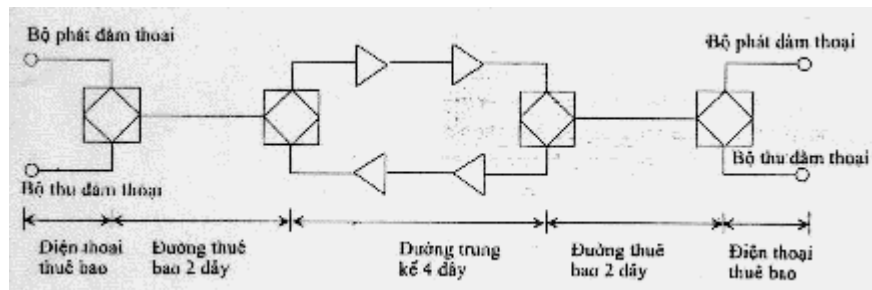 Bộ phát đàm thoại
Bộ phát đàm thoại
Bộ thu đàm thoại
Bộ thu đàm thoại
Điện thoại
thuê bao
Đường thuê
bao 2 dây
Đường trung
kế 4 dây
Đường thuê
bao 2 dây
Điện thoại
thuê bao